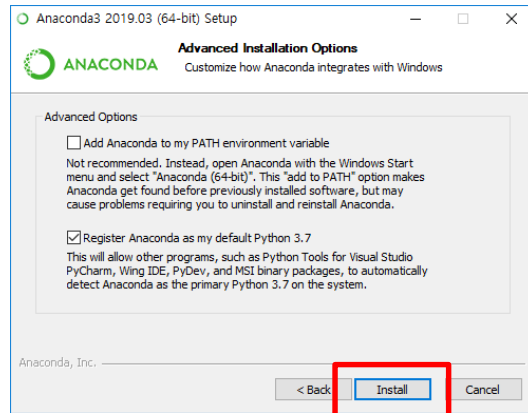 Anaconda3 2019.03 (64-bit) Setup
ANACONDA
Advanced Installation Options
Customize how Anaconda integrates with Windows
Advanced Options
Add Anaconda to my PATH environment variable
Not recommended. Instead, open Anaconda with the Windows Start
menu and select "Anaconda (64-bit)". This "add to PATH" option makes
Anaconda get found before previously installed software, but may
cause problems requiring you to uninstall and reinstall Anaconda.
Register Anaconda as my default Python 3.7
This will allow other programs, such as Python Tools for Visual Studio
PyCharm, Wing IDE, PyDev, and MSI binary packages, to automatically
detect Anaconda as the primary Python 3.7 on the system.
Anaconda, Inc.
< Back
Install
Cancel